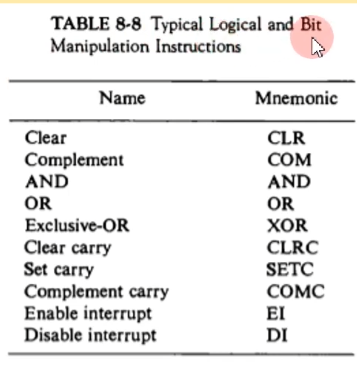 TABLE 8-8 Typical Logical and Bit
Manipulation Instructions
Name Mnemonic
Clear CLR
Complement COM
AND AND
OR OR
Exclusive-OR XOR
Clear carry CLRC
Set carry SETC
Complement carry COMC
Enable interrupt EI
Disable interrupt DI